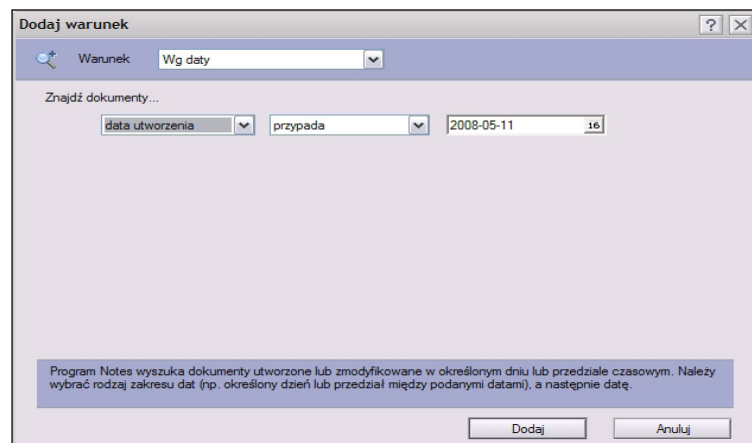 Dodaj warunek
Warunek Wg daty
Znajdź dokumenty...
data utworzenia przypada 2008-05-11 16
Program Notes wyszuka dokumenty utworzone lub zmodyfikowane w określonym dniu lub przedziale czasowym. Należy
wybrać rodzaj zakresu dat (np. określony dzień lub przedział między podanymi datami), a następnie datę.
Dodaj Anuluj